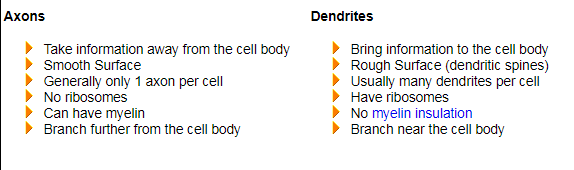 Axons
Take information away from the cell body
Smooth Surface
Generally only 1 axon per cell
No ribosomes
Can have myelin
Branch further from the cell body
Dendrites
Bring information to the cell body
Rough Surface (dendritic spines)
Usually many dendrites per cell
Have ribosomes
No myelin insulation
Branch near the cell body